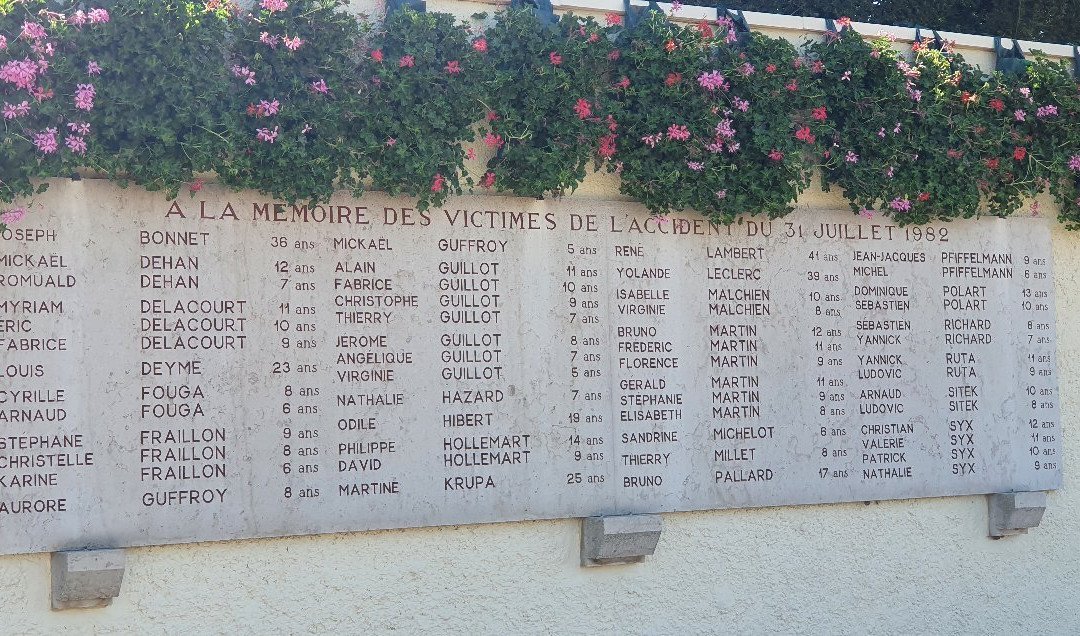 A LA MEMOIRE DES VICTIMES DE L'ACCIDENT DU 31 JUILLET 1982
JOSEPH BONNET 36 ans
MICKAËL DEHAN 12 ans
ROMUALD DEHAN 7 ans
MYRIAM DELACOURT 11 ans
ERIC DELACOURT 10 ans
FABRICE DELACOURT 9 ans
LOUIS DEYME 23 ans
CYRILLE FOUGA 8 ans
ARNAUD FOUGA 6 ans
STÉPHANE FRAILLON 9 ans
CHRISTELLE FRAILLON 8 ans
KARINE FRAILLON 6 ans
AURORE GUFFROY 8 ans
MICKAËL GUFFROY 5 ans
ALAIN GUILLOT 11 ans
FABRICE GUILLOT 10 ans
CHRISTOPHE GUILLOT 9 ans
THIERRY GUILLOT 7 ans
JEROME GUILLOT 8 ans
ANGÉLIQUE GUILLOT 7 ans
VIRGINIE GUILLOT 5 ans
NATHALIE HAZARD 7 ans
ODILE HIBERT 19 ans
PHILIPPE HOLLEMART 14 ans
DAVID HOLLEMART 9 ans
MARTINE KRUPA 25 ans
RENÉ LAMBERT 41 ans
YOLANDE LECLERC 39 ans
ISABELLE MALCHIEN 10 ans
VIRGINIE MALCHIEN 8 ans
BRUNO MARTIN 12 ans
FREDERIC MARTIN 11 ans
FLORENCE MARTIN 9 ans
GERALD MARTIN 11 ans
STÉPHANIE MARTIN 9 ans
ELISABETH MARTIN 8 ans
SANDRINE MICHELOT 8 ans
THIERRY MILLET 8 ans
BRUNO PALLARD 17 ans
JEAN-JACQUES PFIFFELMANN 9 ans
MICHEL PFIFFELMANN 6 ans
DOMINIQUE POLART 13 ans
SÉBASTIEN POLART 10 ans
SÉBASTIEN RICHARD 8 ans
YANNICK RICHARD 7 ans
YANNICK RUTA 11 ans
LUDOVIC RUTA 9 ans
ARNAUD SITEK 10 ans
LUDOVIC SITEK 8 ans
CHRISTIAN SYX 12 ans
VALERIE SYX 11 ans
PATRICK SYX 10 ans
NATHALIE SYX 9 ans